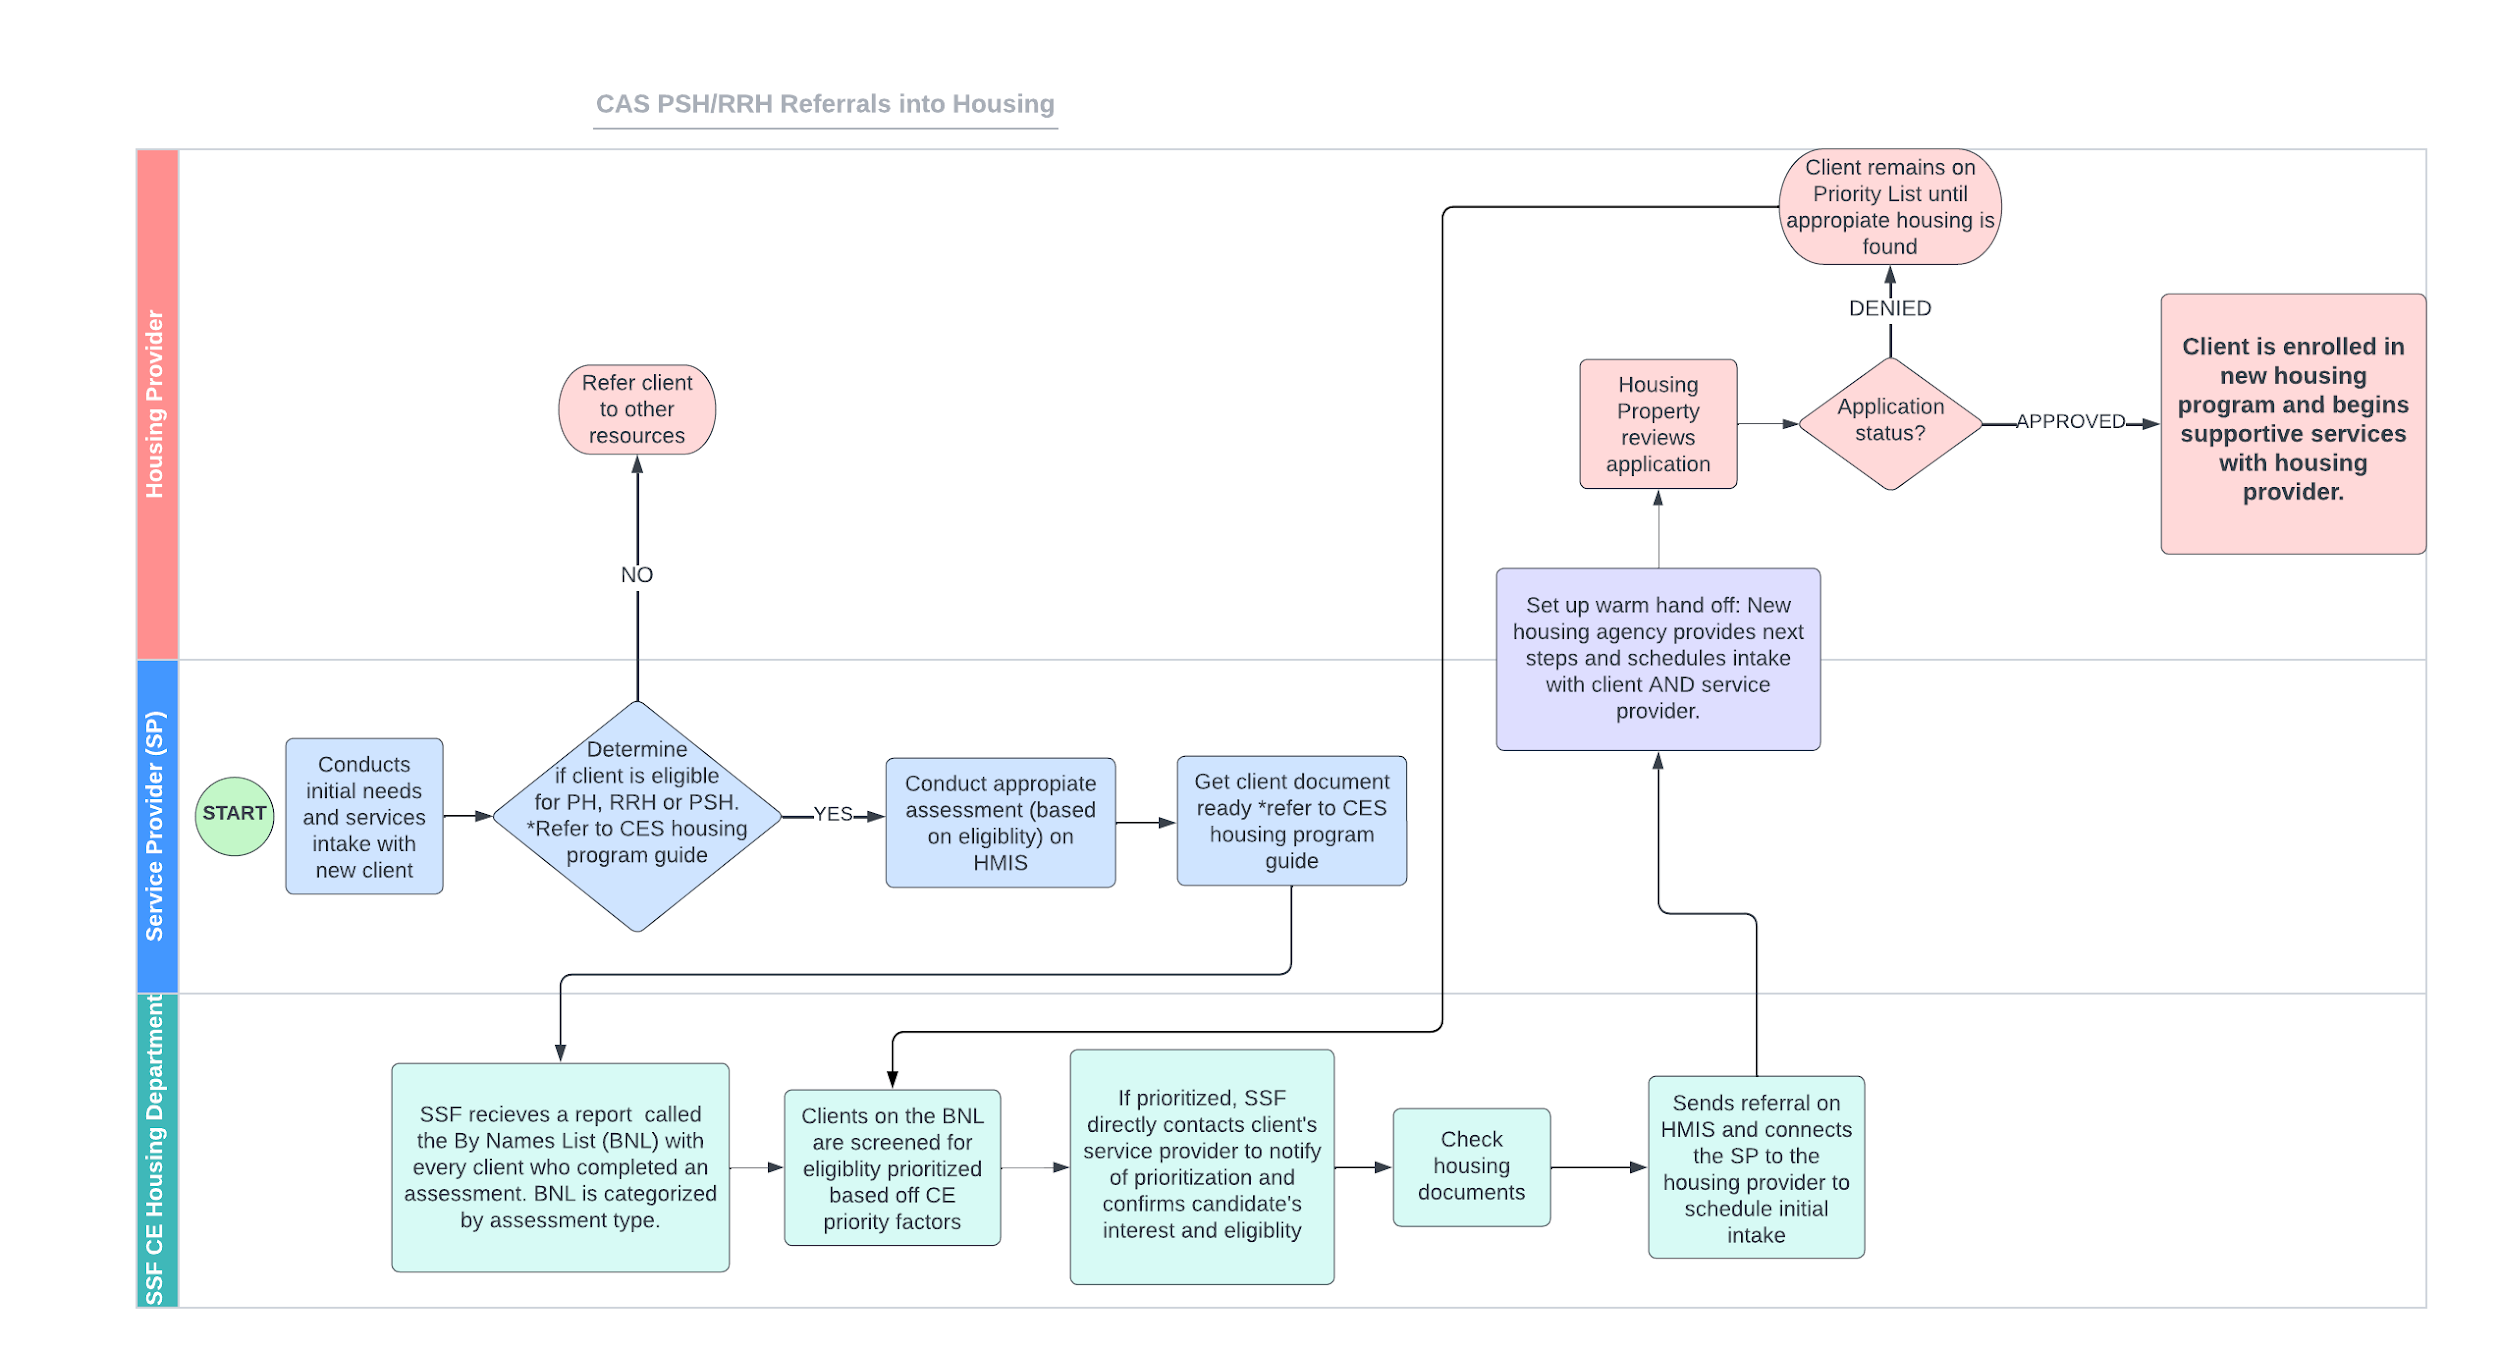 CAS PSH/RRH Referrals into Housing
Housing Provider
Client remains on
Priority List until
appropiate housing is
found
DENIED
Refer client
to other
resources
NO
Housing
Property
reviews
application
Application
status?
APPROVED
Client is enrolled in
new housing
program and begins
supportive services
with housing
provider.
Set up warm hand off: New
housing agency provides next
steps and schedules intake
with client AND service
provider.
Service Provider (SP)
START
Conducts
initial needs
and services
intake with
new client
Determine
if client is eligible
for PH, RRH or PSH.
*Refer to CES housing
program guide
YES
Conduct appropiate
assessment (based
on eligiblity) on
HMIS
Get client document
ready *refer to CES
housing program
guide
SSF CE Housing Department
SSF recieves a report  called
the By Names List (BNL) with
every client who completed an
assessment. BNL is categorized
by assessment type.
Clients on the BNL
are screened for
eligiblity prioritized
based off CE
priority factors
If prioritized, SSF
directly contacts client's
service provider to notify
of prioritization and
confirms candidate's
interest and eligiblity
Check
housing
documents
Sends referral on
HMIS and connects
the SP to the
housing provider to
schedule initial
intake